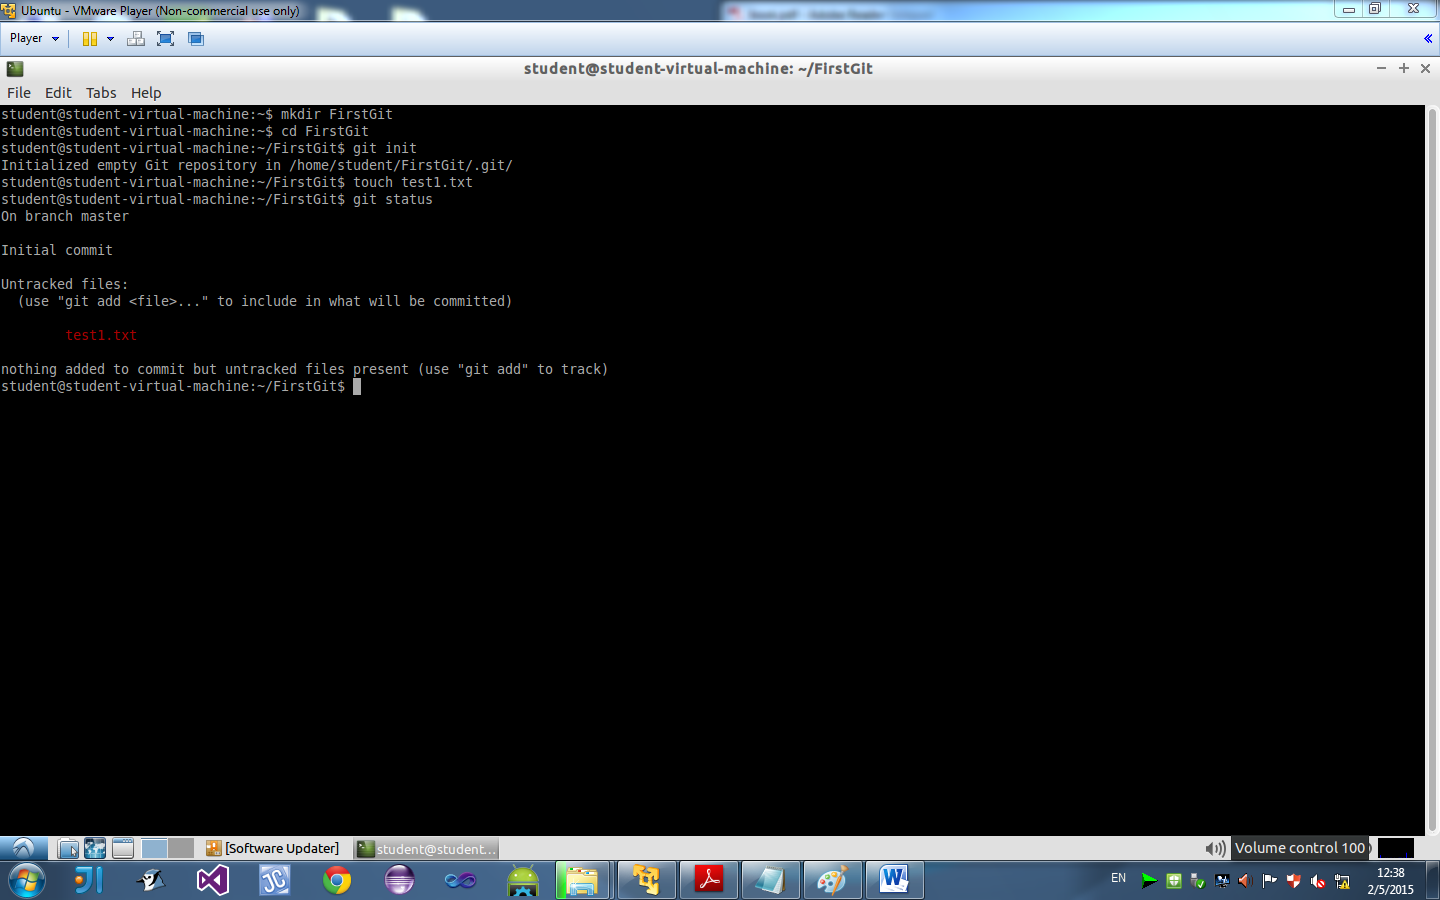 Ubuntu - VMware Player (Non-commercial use only)
Player
student@student-virtual-machine: ~/FirstGit
File Edit Tabs Help
student@student-virtual-machine:~$ mkdir FirstGit
student@student-virtual-machine:~$ cd FirstGit
student@student-virtual-machine:~/FirstGit$ git init
Initialized empty Git repository in /home/student/FirstGit/.git/
student@student-virtual-machine:~/FirstGit$ touch test1.txt
student@student-virtual-machine:~/FirstGit$ git status
On branch master
Initial commit
Untracked files:
(use "git add <file>..." to include in what will be committed)
test1.txt
nothing added to commit but untracked files present (use "git add" to track)
student@student-virtual-machine:~/FirstGit$
[Software Updater] student@student... Volume control 100
EN 12:38
2/5/2015